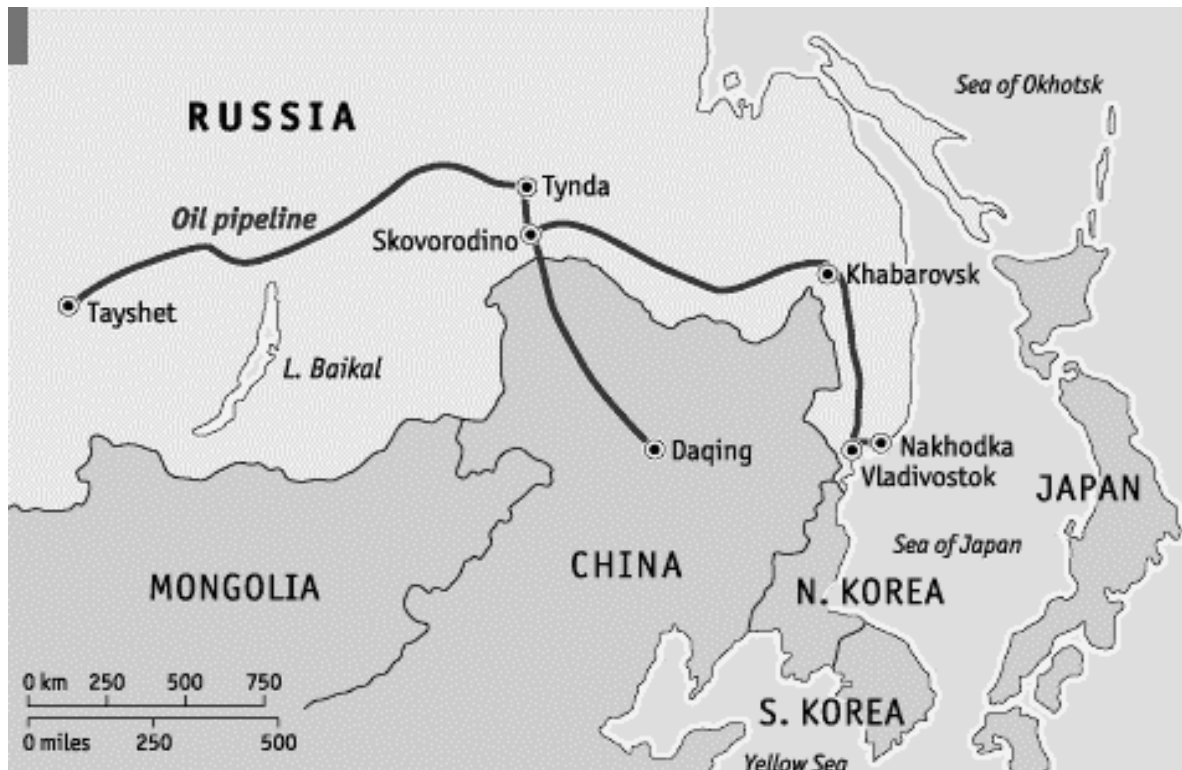 Sea of Okhotsk
RUSSIA
Tynda
Oil pipeline
Skovorodino
Khabarovsk
Tayshet
L. Baikal
Daqing
Nakhodka
Vladivostok
JAPAN
Sea of Japan
CHINA
MONGOLIA
N. KOREA
0 km 250 500 750
S. KOREA
0 miles 250 500
Yellow Sea